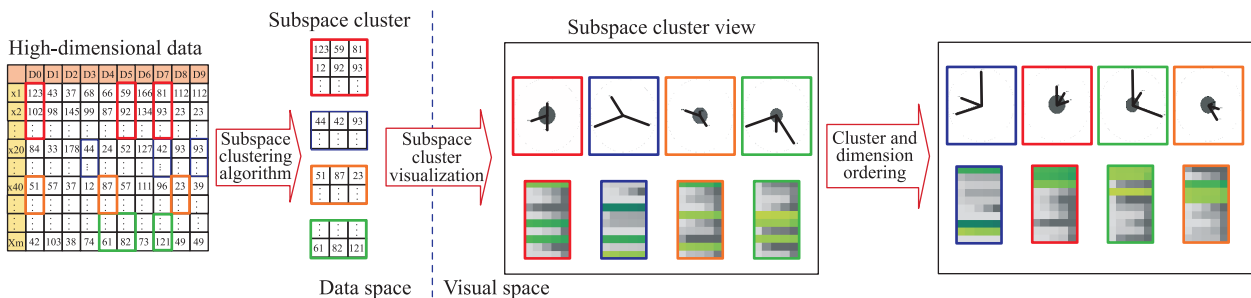 High-dimensional data
D0 D1 D2 D3 D4 D5 D6 D7 D8 D9
x1 123 43 37 68 66 59 166 81 112 112
x2 102 98 145 99 87 92 134 93 23 23
⋮ ⋮ ⋮ ⋮ ⋮ ⋮ ⋮ ⋮ ⋮ ⋮ ⋮
x20 84 33 178 44 24 52 127 42 93 93
⋮ ⋮ ⋮ ⋮ ⋮ ⋮ ⋮ ⋮ ⋮ ⋮ ⋮
x40 51 57 37 12 87 57 111 96 23 39
⋮ ⋮ ⋮ ⋮ ⋮ ⋮ ⋮ ⋮ ⋮ ⋮ ⋮
⋮ ⋮ ⋮ ⋮ ⋮ ⋮ ⋮ ⋮ ⋮ ⋮ ⋮
Xm 42 103 38 74 61 82 73 121 49 49
Subspace
clustering
algorithm
Subspace cluster
123 59 81
12 92 93
⋮ ⋮ ⋮
44 42 93
⋮ ⋮ ⋮
51 87 23
⋮ ⋮ ⋮
⋮ ⋮ ⋮
61 82 121
Data space
Subspace
cluster
visualization
Visual space
Subspace cluster view
Cluster and
dimension
ordering